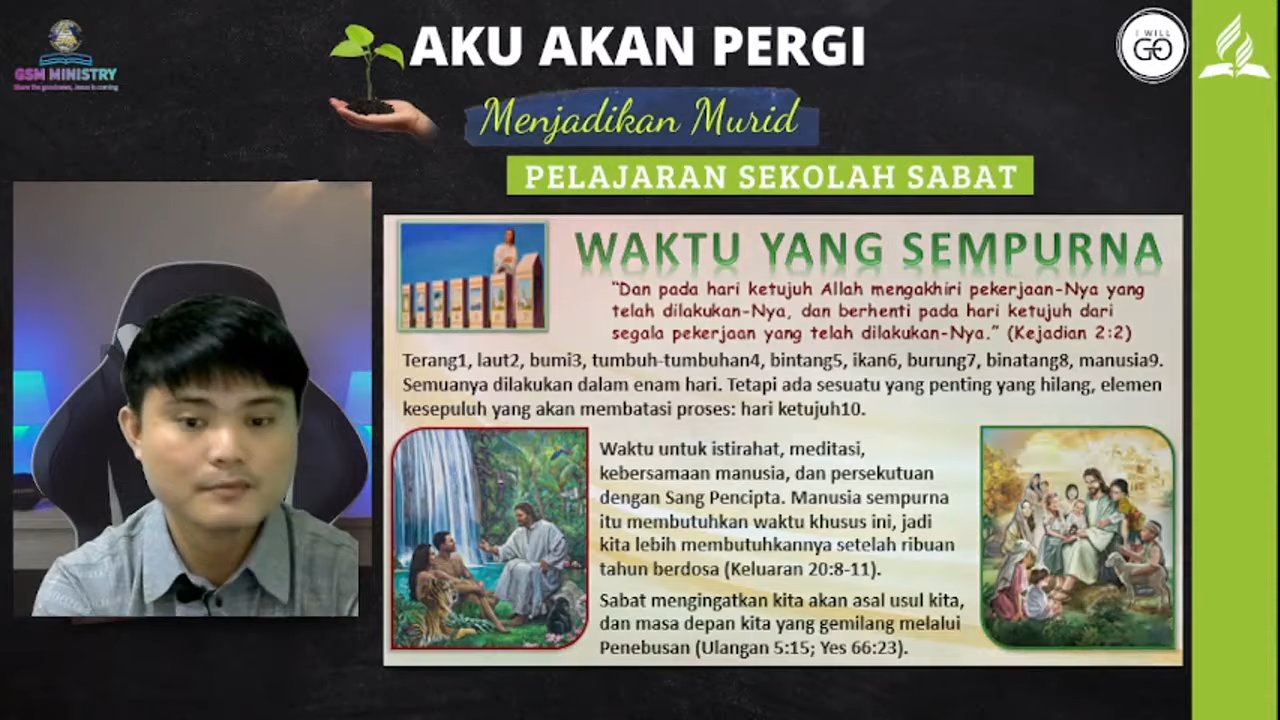 GSM MINISTRY
Share the goodnews, Jesus is coming
AKU AKAN PERGI
I WILL
GO
Menjadikan Murid
PELAJARAN SEKOLAH SABAT
WAKTU YANG SEMPURNA
“Dan pada hari ketujuh Allah mengakhiri pekerjaan-Nya yang
telah dilakukan-Nya, dan berhenti pada hari ketujuh dari
segala pekerjaan yang telah dilakukan-Nya.” (Kejadian 2:2)
Terang1, laut2, bumi3, tumbuh-tumbuhan4, bintang5, ikan6, burung7, binatang8, manusia9.
Semuanya dilakukan dalam enam hari. Tetapi ada sesuatu yang penting yang hilang, elemen
kesepuluh yang akan membatasi proses: hari ketujuh10.
Waktu untuk istirahat, meditasi,
kebersamaan manusia, dan persekutuan
dengan Sang Pencipta. Manusia sempurna
itu membutuhkan waktu khusus ini, jadi
kita lebih membutuhkannya setelah ribuan
tahun berdosa (Keluaran 20:8-11).
Sabat mengingatkan kita akan asal usul kita,
dan masa depan kita yang gemilang melalui
Penebusan (Ulangan 5:15; Yes 66:23).